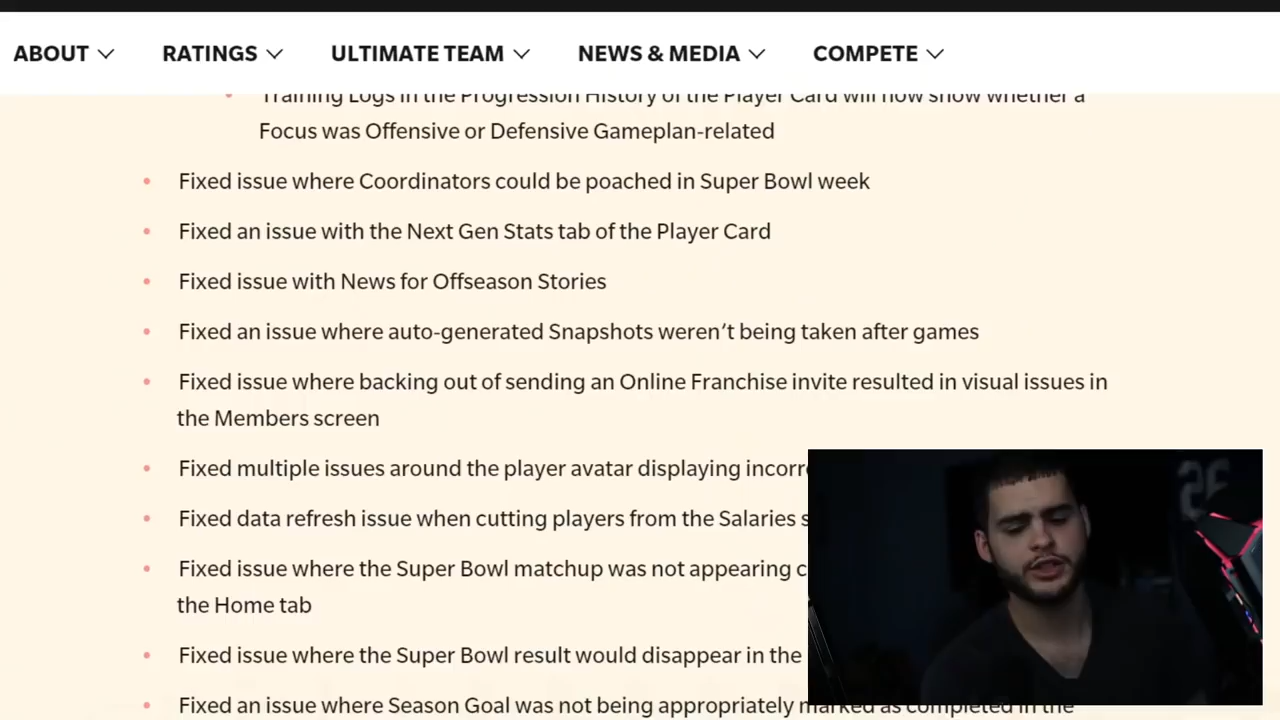 ABOUT RATINGS ULTIMATE TEAM NEWS & MEDIA COMPETE
Training Logs in the Progression History of the Player Card will now show whether a
Focus was Offensive or Defensive Gameplan-related
• Fixed issue where Coordinators could be poached in Super Bowl week
• Fixed an issue with the Next Gen Stats tab of the Player Card
• Fixed issue with News for Offseason Stories
• Fixed an issue where auto-generated Snapshots weren’t being taken after games
• Fixed issue where backing out of sending an Online Franchise invite resulted in visual issues in
the Members screen
• Fixed multiple issues around the player avatar displaying
• Fixed data refresh issue when cutting players from the Salaries
• Fixed issue where the Super Bowl matchup was not appearing
the Home tab
• Fixed issue where the Super Bowl result would disappear in the
• Fixed an issue where Season Goal was not being appropriately marked as completed in the
26